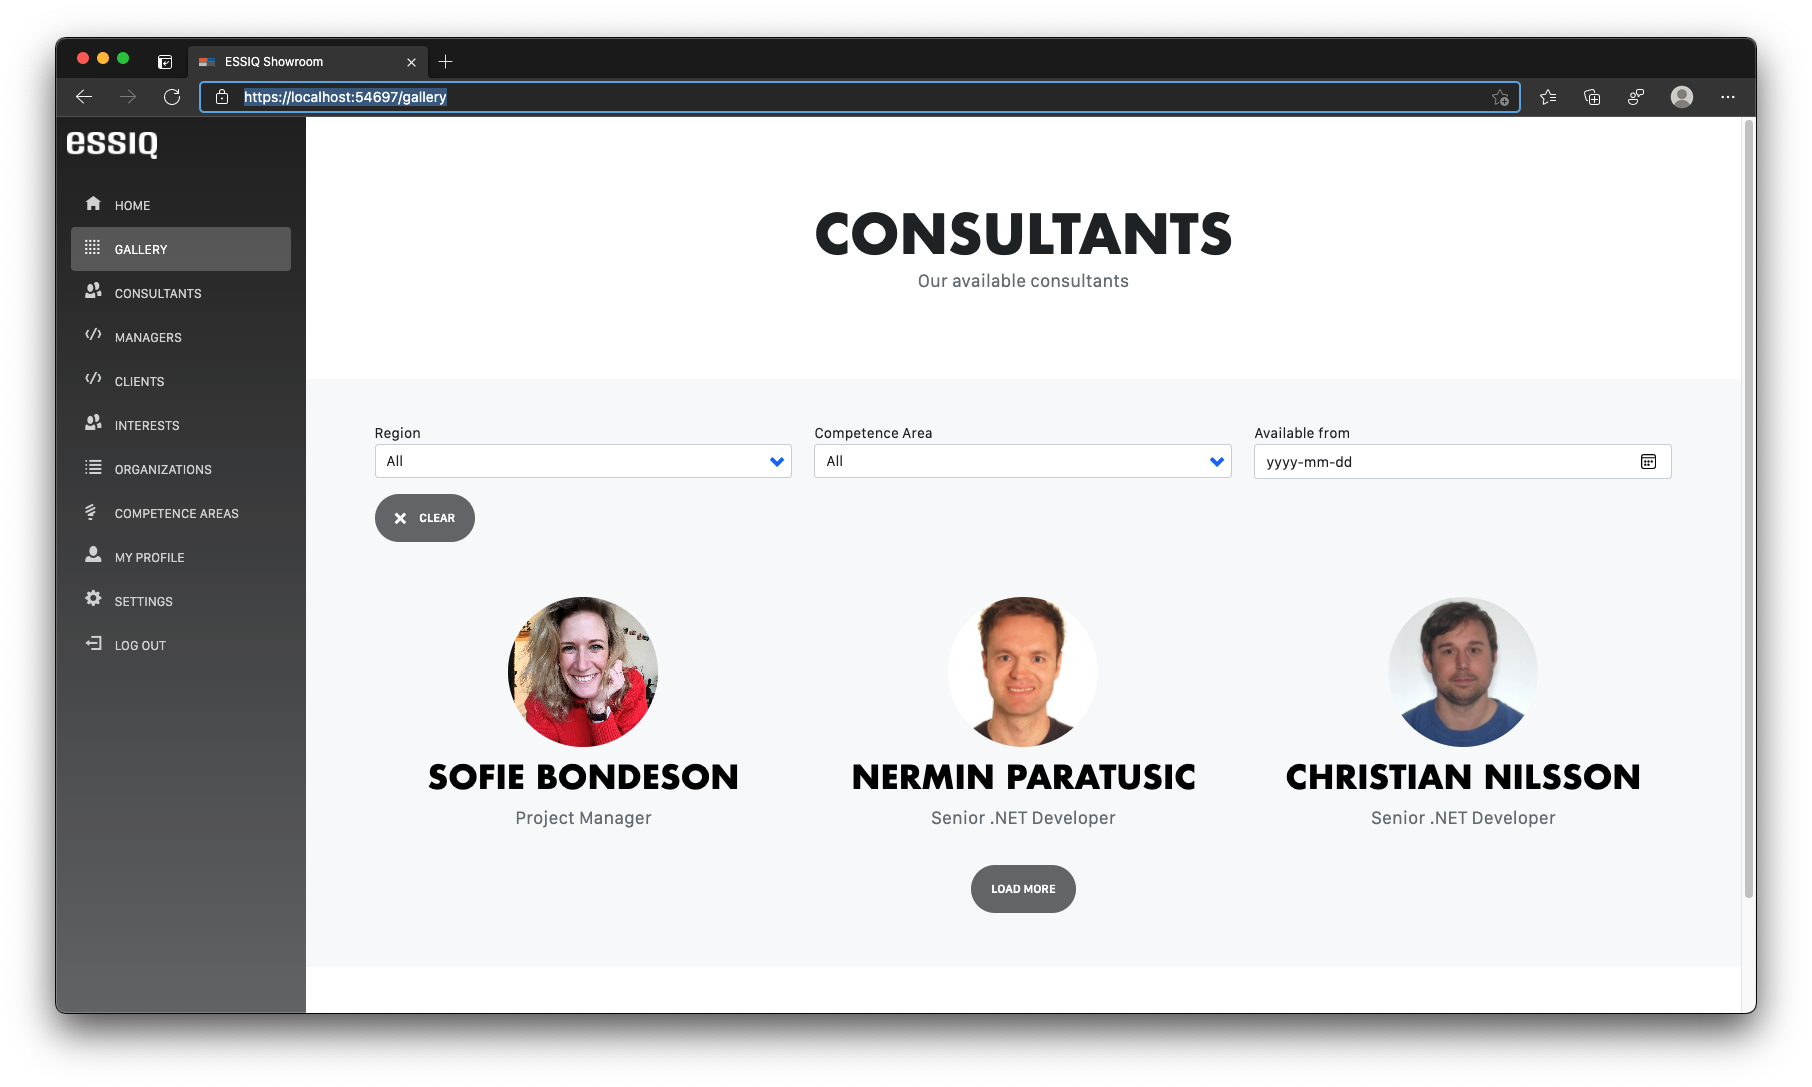 ESSIQ Showroom
https://localhost:54697/gallery
essiq
HOME
GALLERY
CONSULTANTS
MANAGERS
CLIENTS
INTERESTS
ORGANIZATIONS
COMPETENCE AREAS
MY PROFILE
SETTINGS
LOG OUT
CONSULTANTS
Our available consultants
Region
Competence Area
Available from
All
All
yyyy-mm-dd
CLEAR
SOFIE BONDESON
NERMIN PARATUSIC
CHRISTIAN NILSSON
Project Manager
Senior .NET Developer
Senior .NET Developer
LOAD MORE